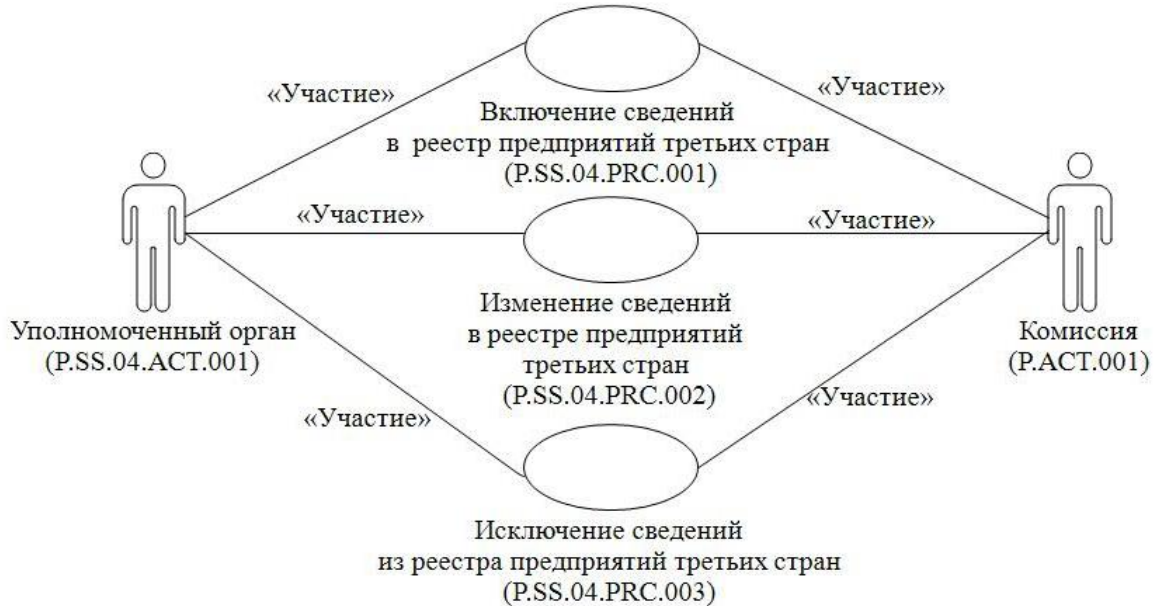 «Участие»
«Участие»
Включение сведений
в реестр предприятий третьих стран
(P.SS.04.PRC.001)
«Участие»
«Участие»
Уполномоченный орган
(P.SS.04.ACT.001)
Изменение сведений
в реестре предприятий
третьих стран
(P.SS.04.PRC.002)
Комиссия
(P.ACT.001)
«Участие»
«Участие»
Исключение сведений
из реестра предприятий третьих стран
(P.SS.04.PRC.003)